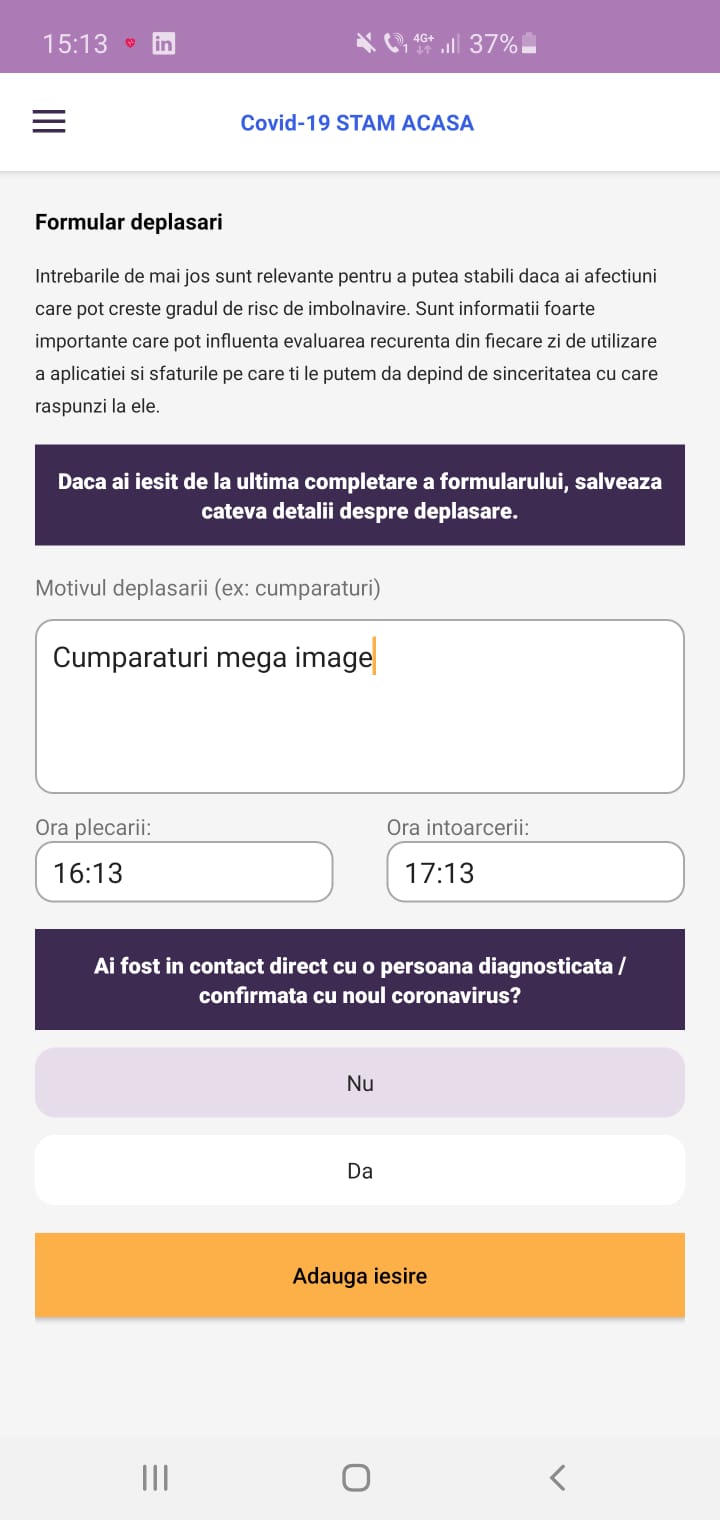 15:13
in
1 4G+ 37%
Covid-19 STAM ACASA
Formular deplasari
Intrebarile de mai jos sunt relevante pentru a putea stabili daca ai afectiuni
care pot creste gradul de risc de imbolnavire. Sunt informatii foarte
importante care pot influenta evaluarea recurenta din fiecare zi de utilizare
a aplicatiei si sfaturile pe care ti le putem da depind de sinceritatea cu care
raspunzi la ele.
Daca ai iesit de la ultima completare a formularului, salveaza
cateva detalii despre deplasare.
Motivul deplasarii (ex: cumparaturi)
Cumparaturi mega image
Ora plecarii:
Ora intoarcerii:
16:13
17:13
Ai fost in contact direct cu o persoana diagnosticata /
confirmata cu noul coronavirus?
Nu
Da
Adauga iesire